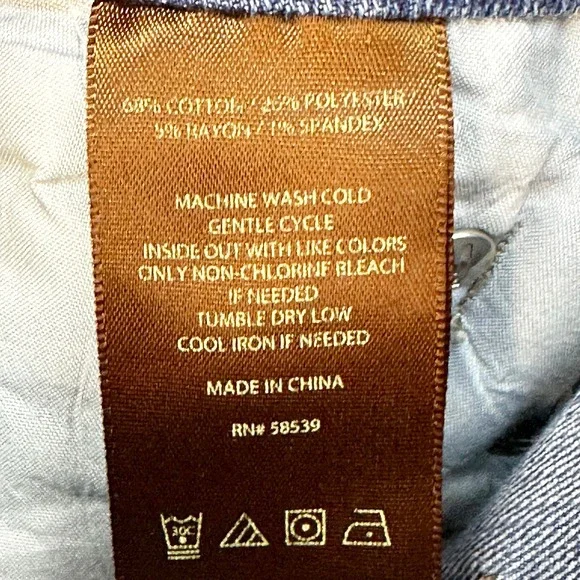 68% COTTON / 26% POLYESTER /
5% RAYON / 1% SPANDEX
MACHINE WASH COLD
GENTLE CYCLE
INSIDE OUT WITH LIKE COLORS
ONLY NON-CHLORINE BLEACH
IF NEEDED
TUMBLE DRY LOW
COOL IRON IF NEEDED
MADE IN CHINA
RN# 58539
30C